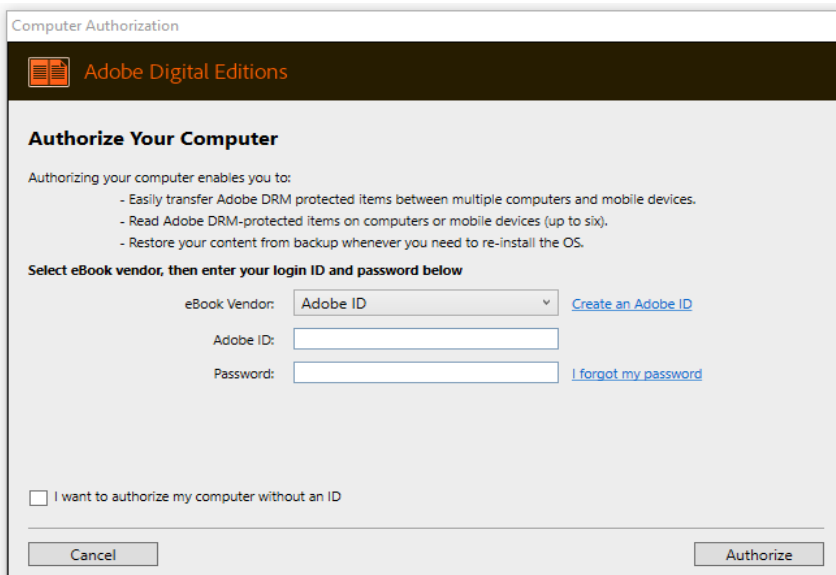 Computer Authorization
Adobe Digital Editions
Authorize Your Computer
Authorizing your computer enables you to:
- Easily transfer Adobe DRM protected items between multiple computers and mobile devices.
- Read Adobe DRM-protected items on computers or mobile devices (up to six).
- Restore your content from backup whenever you need to re-install the OS.
Select eBook vendor, then enter your login ID and password below
eBook Vendor: Adobe ID Create an Adobe ID
Adobe ID:
Password: I forgot my password
I want to authorize my computer without an ID
Cancel Authorize